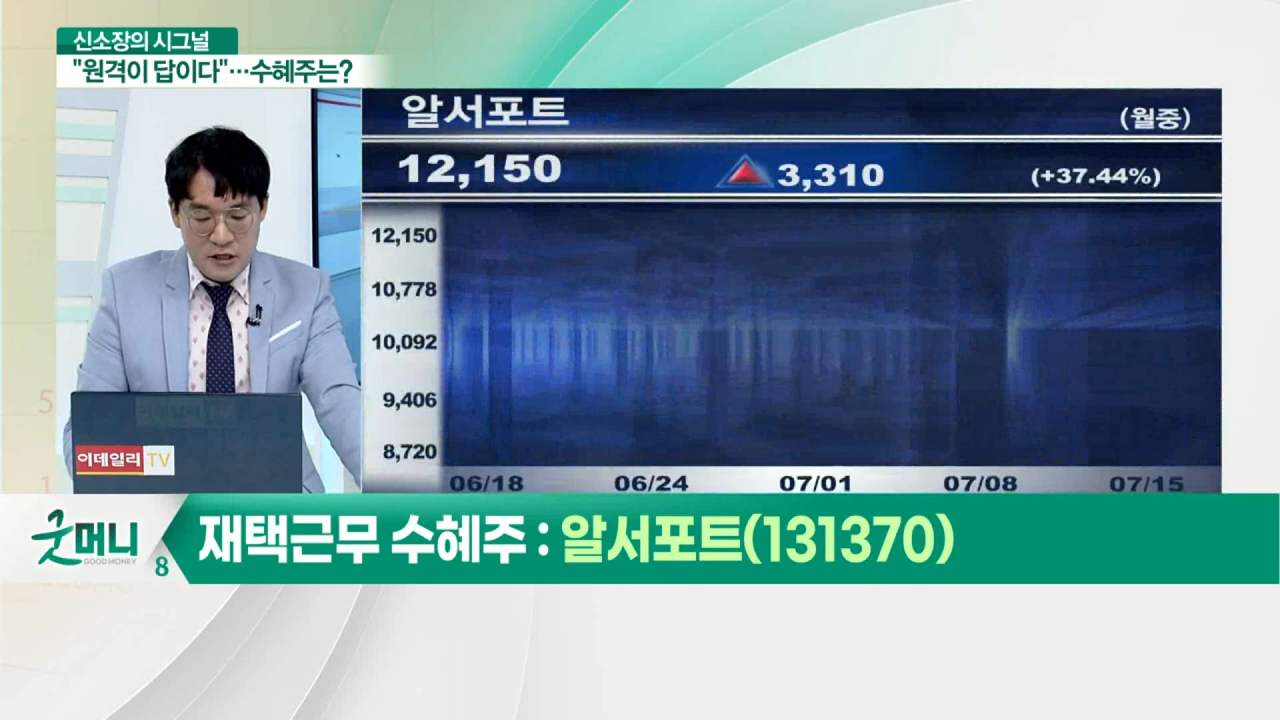 신소장의 시그널
"원격이 답이다"…수혜주는?
알서포트
(월중)
12,150
3,310
(+37.44%)
12,150
10,778
10,092
9,406
8,720
06/18
06/24
07/01
07/08
07/15
이데일리 TV
굿머니
GOOD MONEY
8
재택근무 수혜주 : 알서포트(131370)